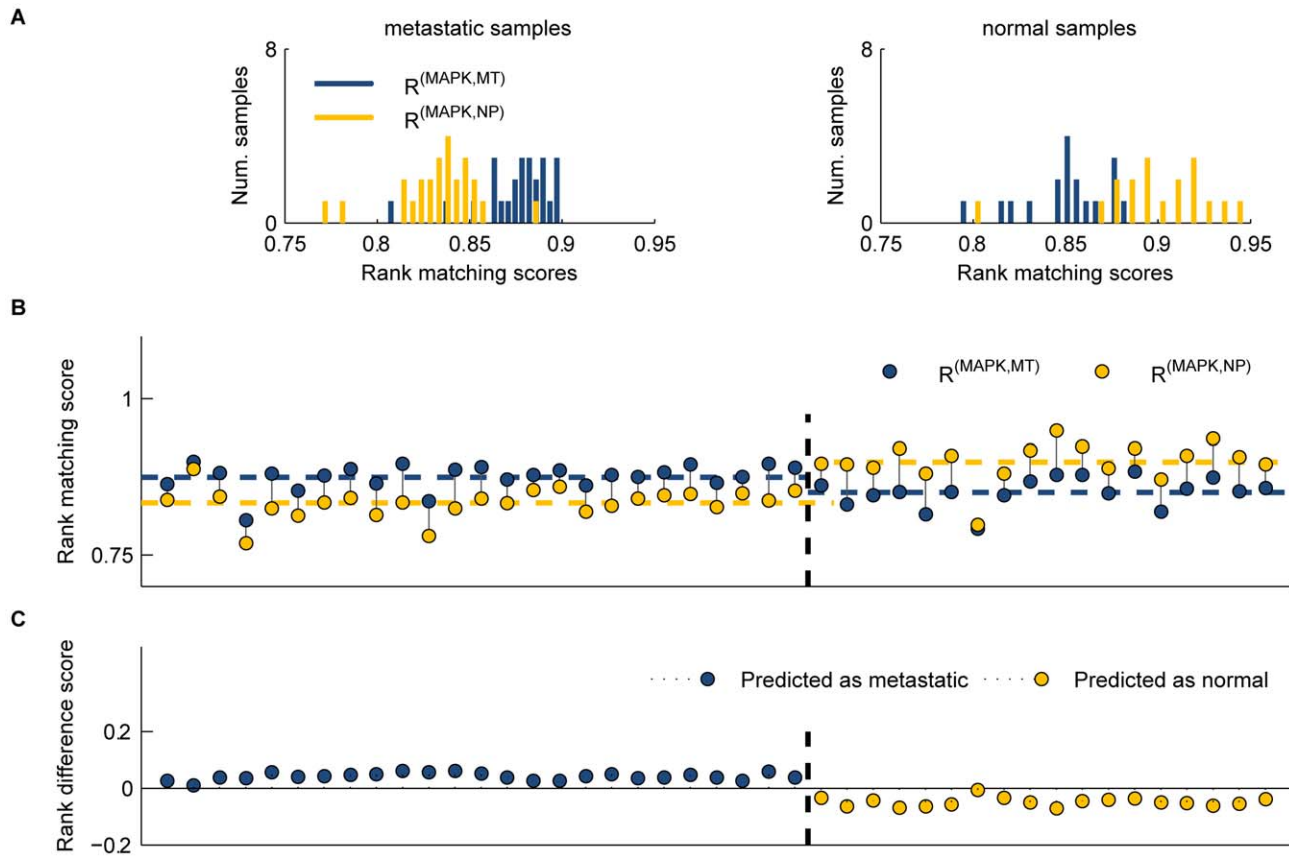 A
metastatic samples
8
0
Num. samples
R(MAPK,MT)
R(MAPK,NP)
0.75 0.8 0.85 0.9 0.95
Rank matching scores
normal samples
8
0
Num. samples
0.75 0.8 0.85 0.9 0.95
Rank matching scores
B
Rank matching score
1
0.75
R(MAPK,MT) R(MAPK,NP)
C
Rank difference score
0.2
0
−0.2
Predicted as metastatic Predicted as normal